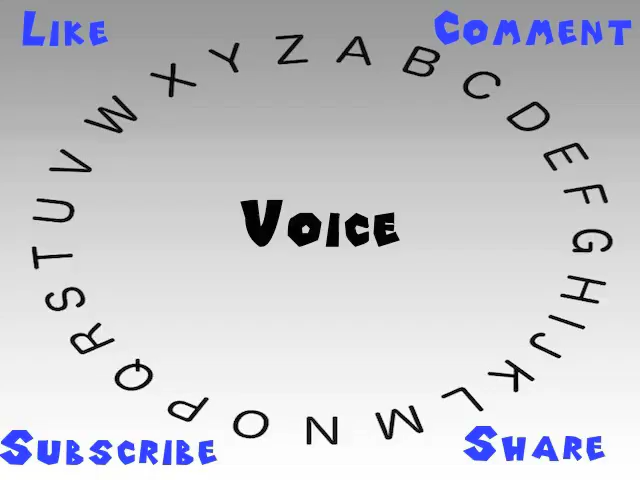 Like
Comment
A B C D E F G H I J K L M N O P Q R S T U V W X Y Z
Voice
Subscribe
Share